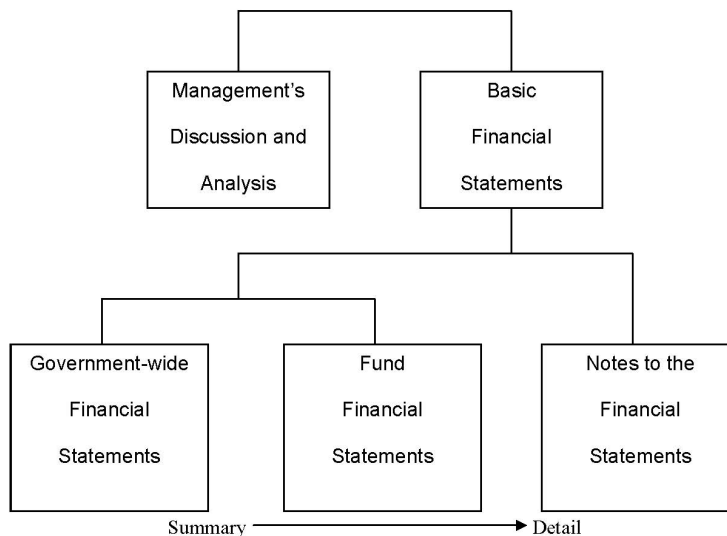 Management's
Discussion and
Analysis
Basic
Financial
Statements
Government-wide
Financial
Statements
Fund
Financial
Statements
Notes to the
Financial
Statements
Summary
Detail